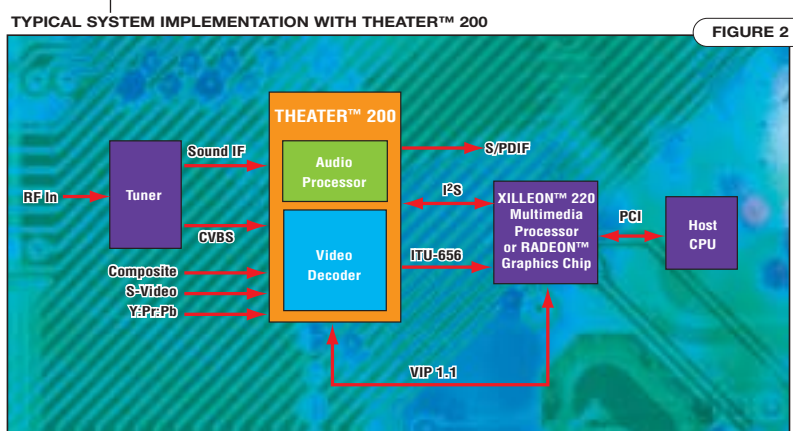 TYPICAL SYSTEM IMPLEMENTATION WITH THEATER™ 200
FIGURE 2
THEATER™ 200
Sound IF
Audio
Processor
S/PDIF
RF In
Tuner
I²S
XILLEON™ 220
Multimedia
Processor
or RADEON™
Graphics Chip
PCI
Host
CPU
CVBS
Video
Decoder
ITU-656
Composite
S-Video
Y:Pr:Pb
VIP 1.1